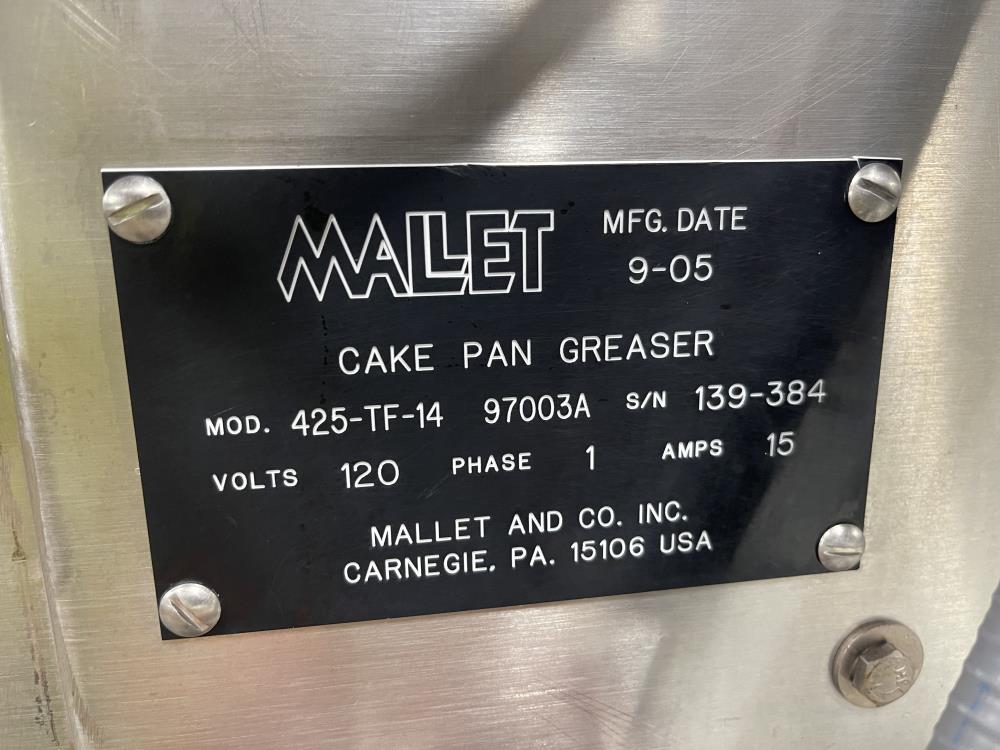 MALLET MFG. DATE
9-05
CAKE PAN GREASER
MOD. 425-TF-14 97003A S/N 139-384
VOLTS 120 PHASE 1 AMPS 15
MALLET AND CO. INC.
CARNEGIE, PA. 15106 USA